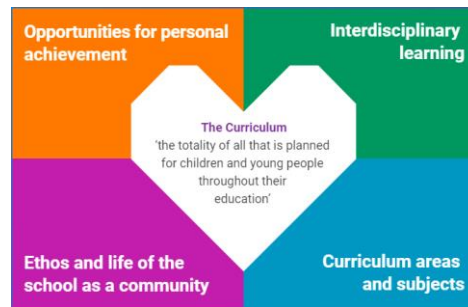 Opportunities for personal
achievement
Interdisciplinary
learning
The Curriculum
'the totality of all that is planned
for children and young people
throughout their
education'
Ethos and life of the
school as a community
Curriculum areas
and subjects